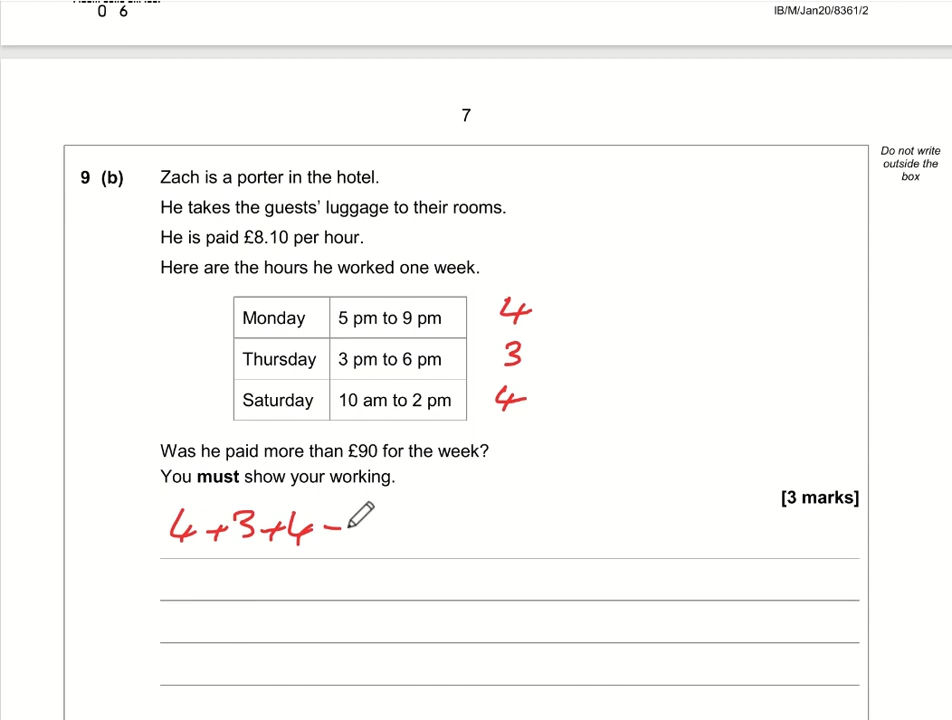 0 6 IB/M/Jan20/8361/2
7
Do not write
outside the
box
9 (b) Zach is a porter in the hotel.
He takes the guests’ luggage to their rooms.
He is paid £8.10 per hour.
Here are the hours he worked one week.
Monday 5 pm to 9 pm 4
Thursday 3 pm to 6 pm 3
Saturday 10 am to 2 pm 4
Was he paid more than £90 for the week?
You must show your working.
[3 marks]
4+3+4 -